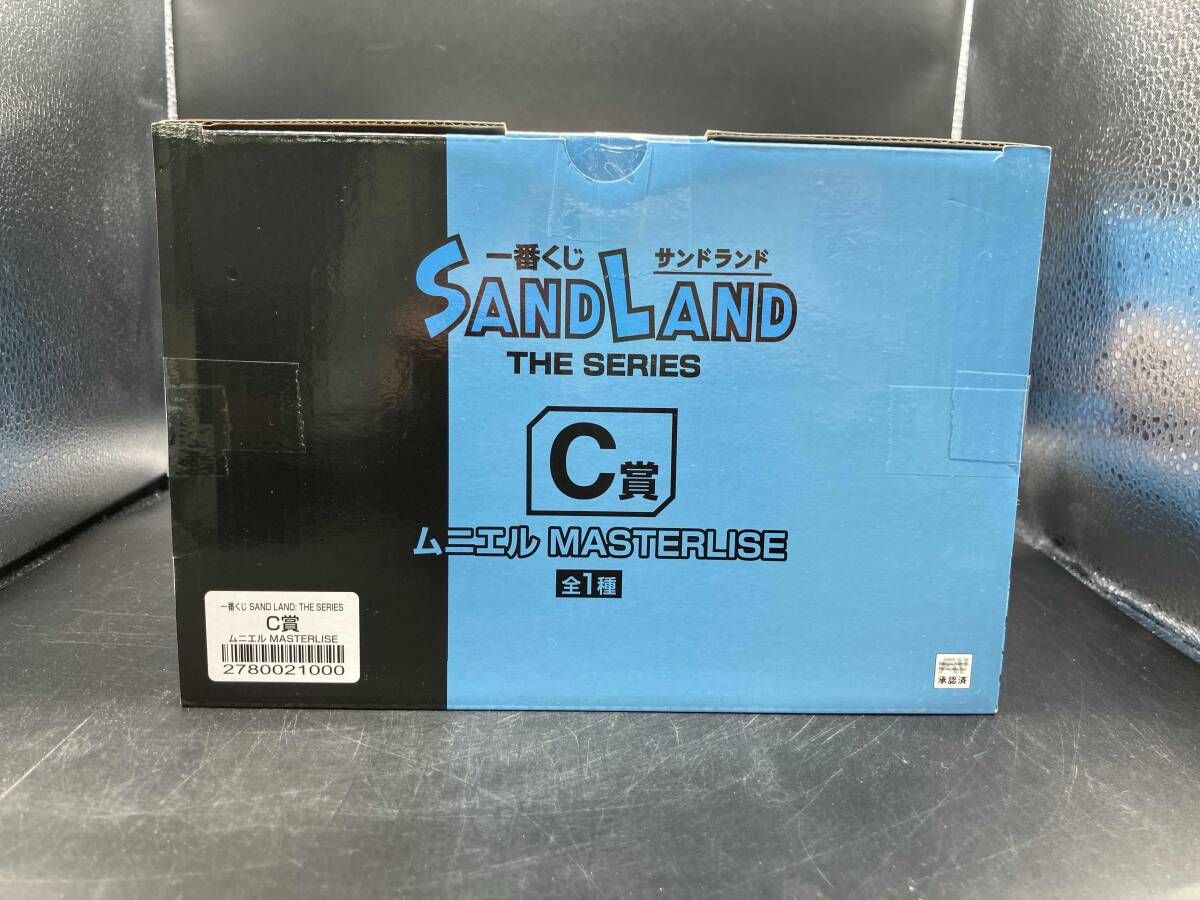 一番くじ サンドランド
SAND LAND
THE SERIES
C賞
ムニエル MASTERLISE
全1種
一番くじ SAND LAND: THE SERIES
C賞
ムニエル MASTERLISE
2780021000
承認済